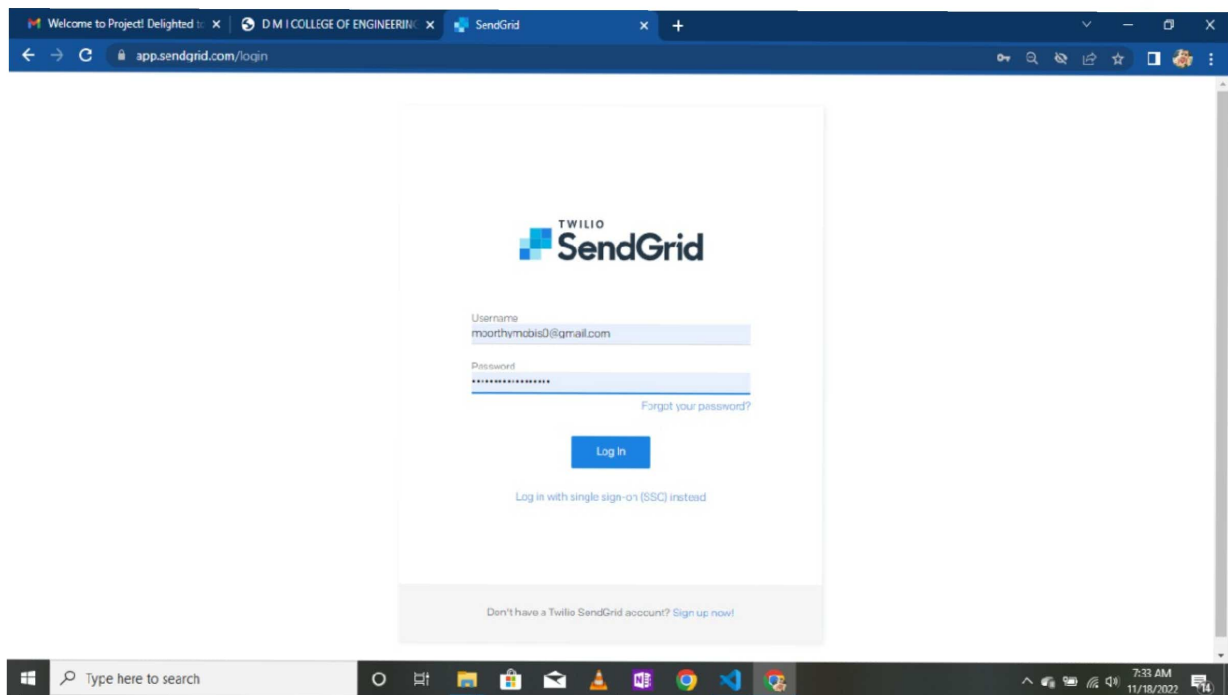 Welcome to Project! Delighted to
D M I COLLEGE OF ENGINEERING
SendGrid
app.sendgrid.com/login
TWILIO
SendGrid
Username
moorthymobis0@gmail.com
Password
Forgot your password?
Log In
Log in with single sign-on (SSO) instead
Don't have a Twilio SendGrid account? Sign up now!
Type here to search
7:33 AM
11/18/2022
14